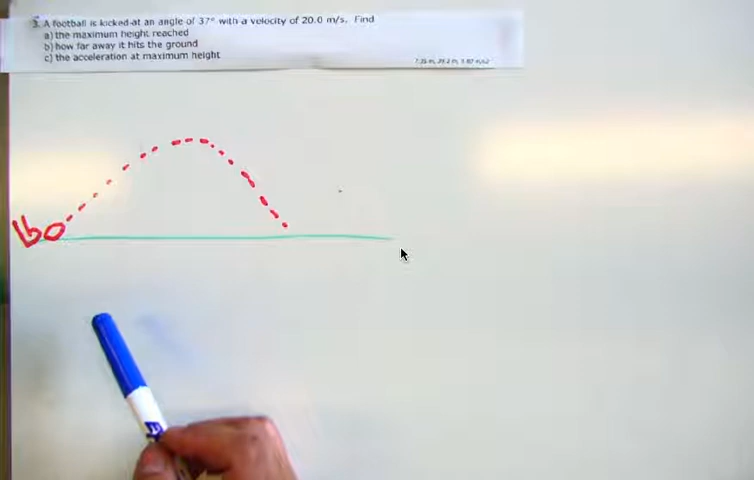 3. A football is kicked at an angle of 37° with a velocity of 20.0 m/s. Find
a) the maximum height reached
b) how far away it hits the ground
c) the acceleration at maximum height